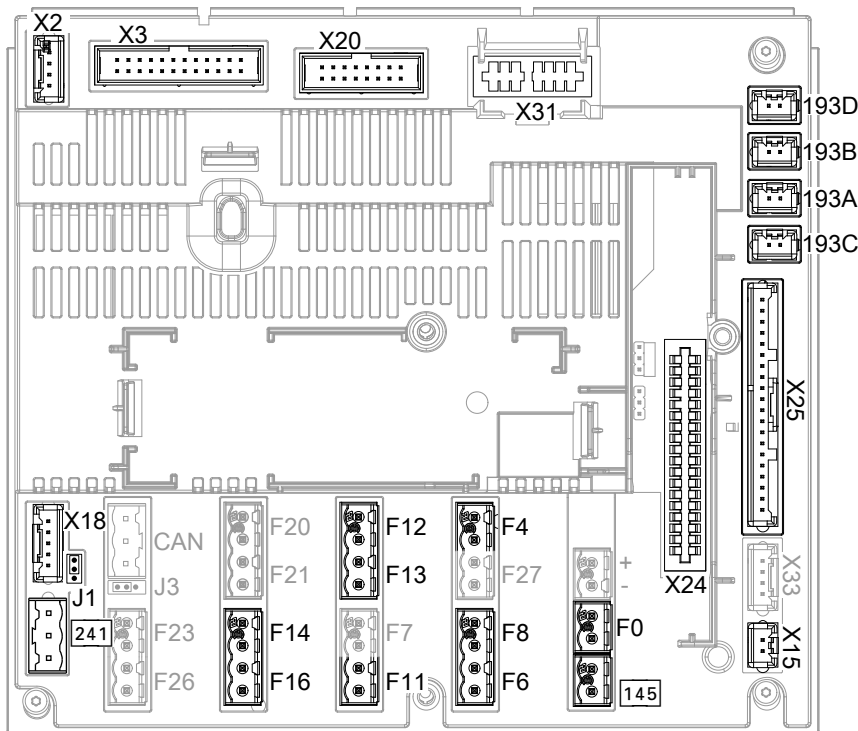 X2
X3
X20
X31
193D
193B
193A
193C
X25
X18
CAN
F20
F12
F4
F21
F13
F27
+
-
X24
X33
J1
J3
241
F23
F14
F7
F8
F0
X15
F26
F16
F11
F6
145